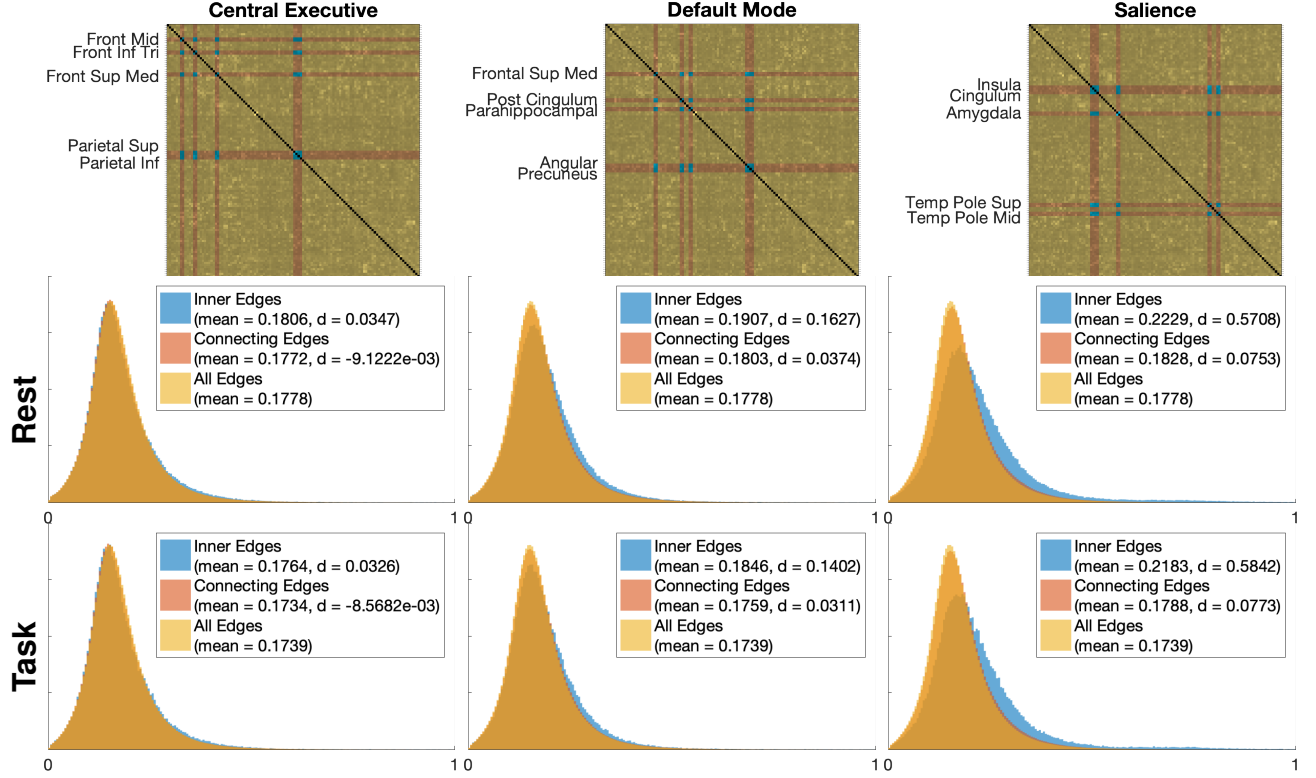 Central Executive
Default Mode
Salience
Front Mid
Front Inf Tri
Front Sup Med
Parietal Sup
Parietal Inf
Frontal Sup Med
Post Cingulum
Parahippocampal
Angular
Precuneus
Insula
Cingulum
Amygdala
Temp Pole Sup
Temp Pole Mid
Rest
Inner Edges
(mean = 0.1806, d = 0.0347)
Connecting Edges
(mean = 0.1772, d = -9.1222e-03)
All Edges
(mean = 0.1778)
0
1
Inner Edges
(mean = 0.1907, d = 0.1627)
Connecting Edges
(mean = 0.1803, d = 0.0374)
All Edges
(mean = 0.1778)
0
1
Inner Edges
(mean = 0.2229, d = 0.5708)
Connecting Edges
(mean = 0.1828, d = 0.0753)
All Edges
(mean = 0.1778)
0
1
Task
Inner Edges
(mean = 0.1764, d = 0.0326)
Connecting Edges
(mean = 0.1734, d = -8.5682e-03)
All Edges
(mean = 0.1739)
0
1
Inner Edges
(mean = 0.1846, d = 0.1402)
Connecting Edges
(mean = 0.1759, d = 0.0311)
All Edges
(mean = 0.1739)
0
1
Inner Edges
(mean = 0.2183, d = 0.5842)
Connecting Edges
(mean = 0.1788, d = 0.0773)
All Edges
(mean = 0.1739)
0
1